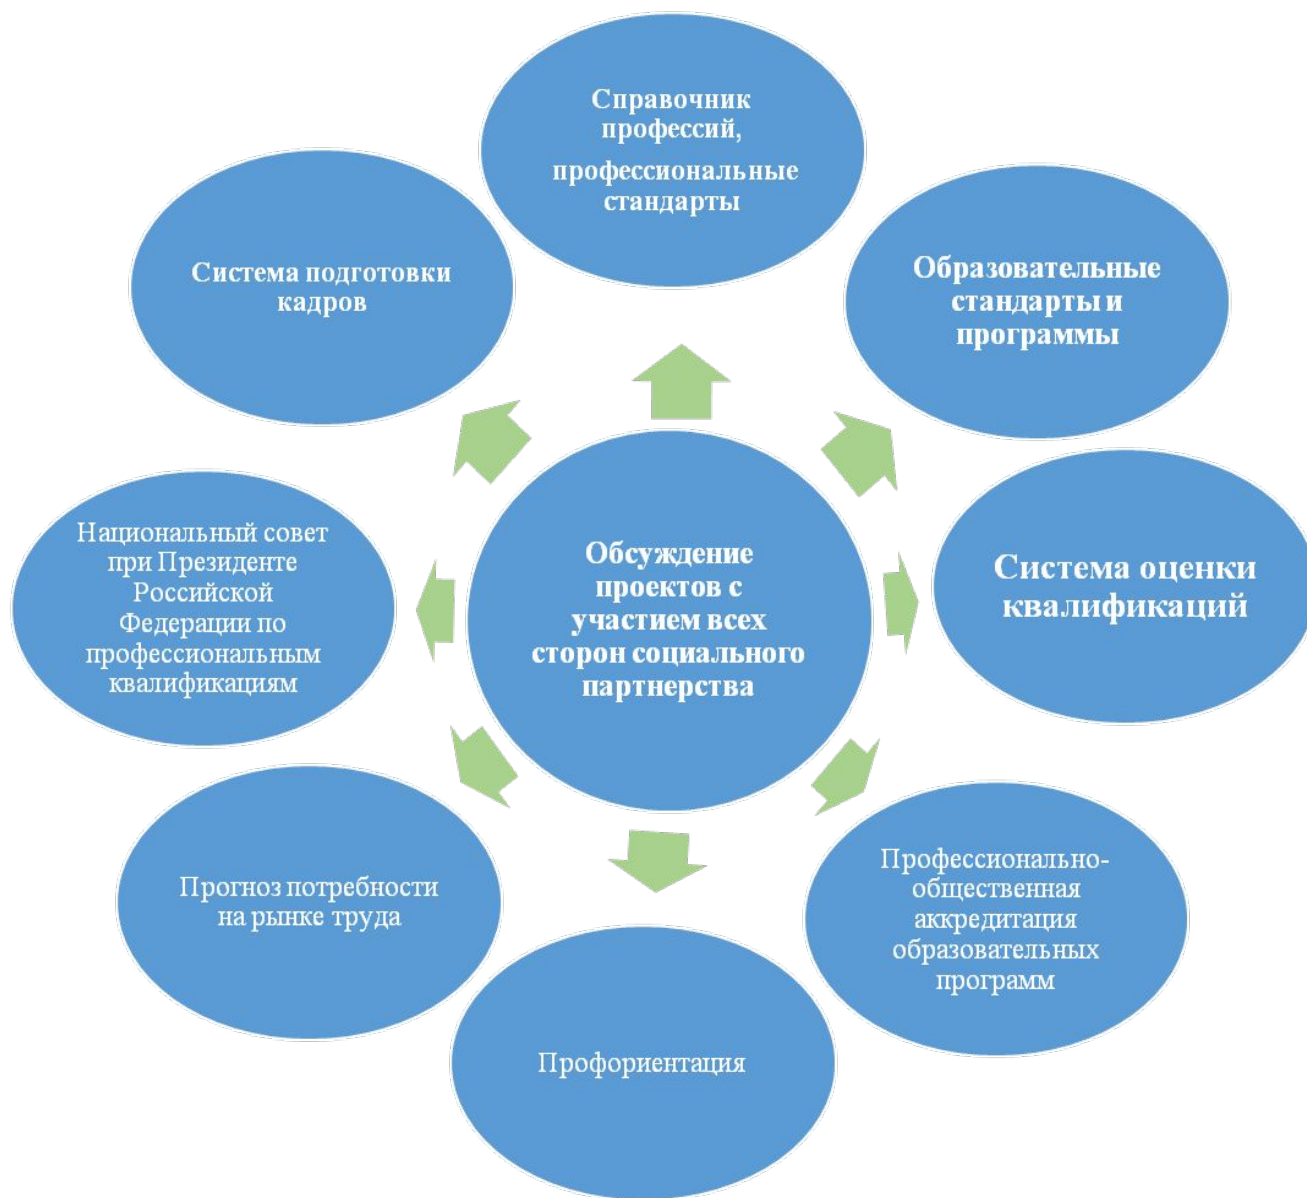 Справочник
профессий,
профессиональные
стандарты
Образовательные
стандарты и
программы
Система оценки
квалификаций
Профессионально-
общественная
аккредитация
образовательных
программ
Профориентация
Прогноз потребности
на рынке труда
Национальный совет
при Президенте
Российской
Федерации по
профессиональным
квалификациям
Система подготовки
кадров
Обсуждение
проектов с
участием всех
сторон социального
партнерства